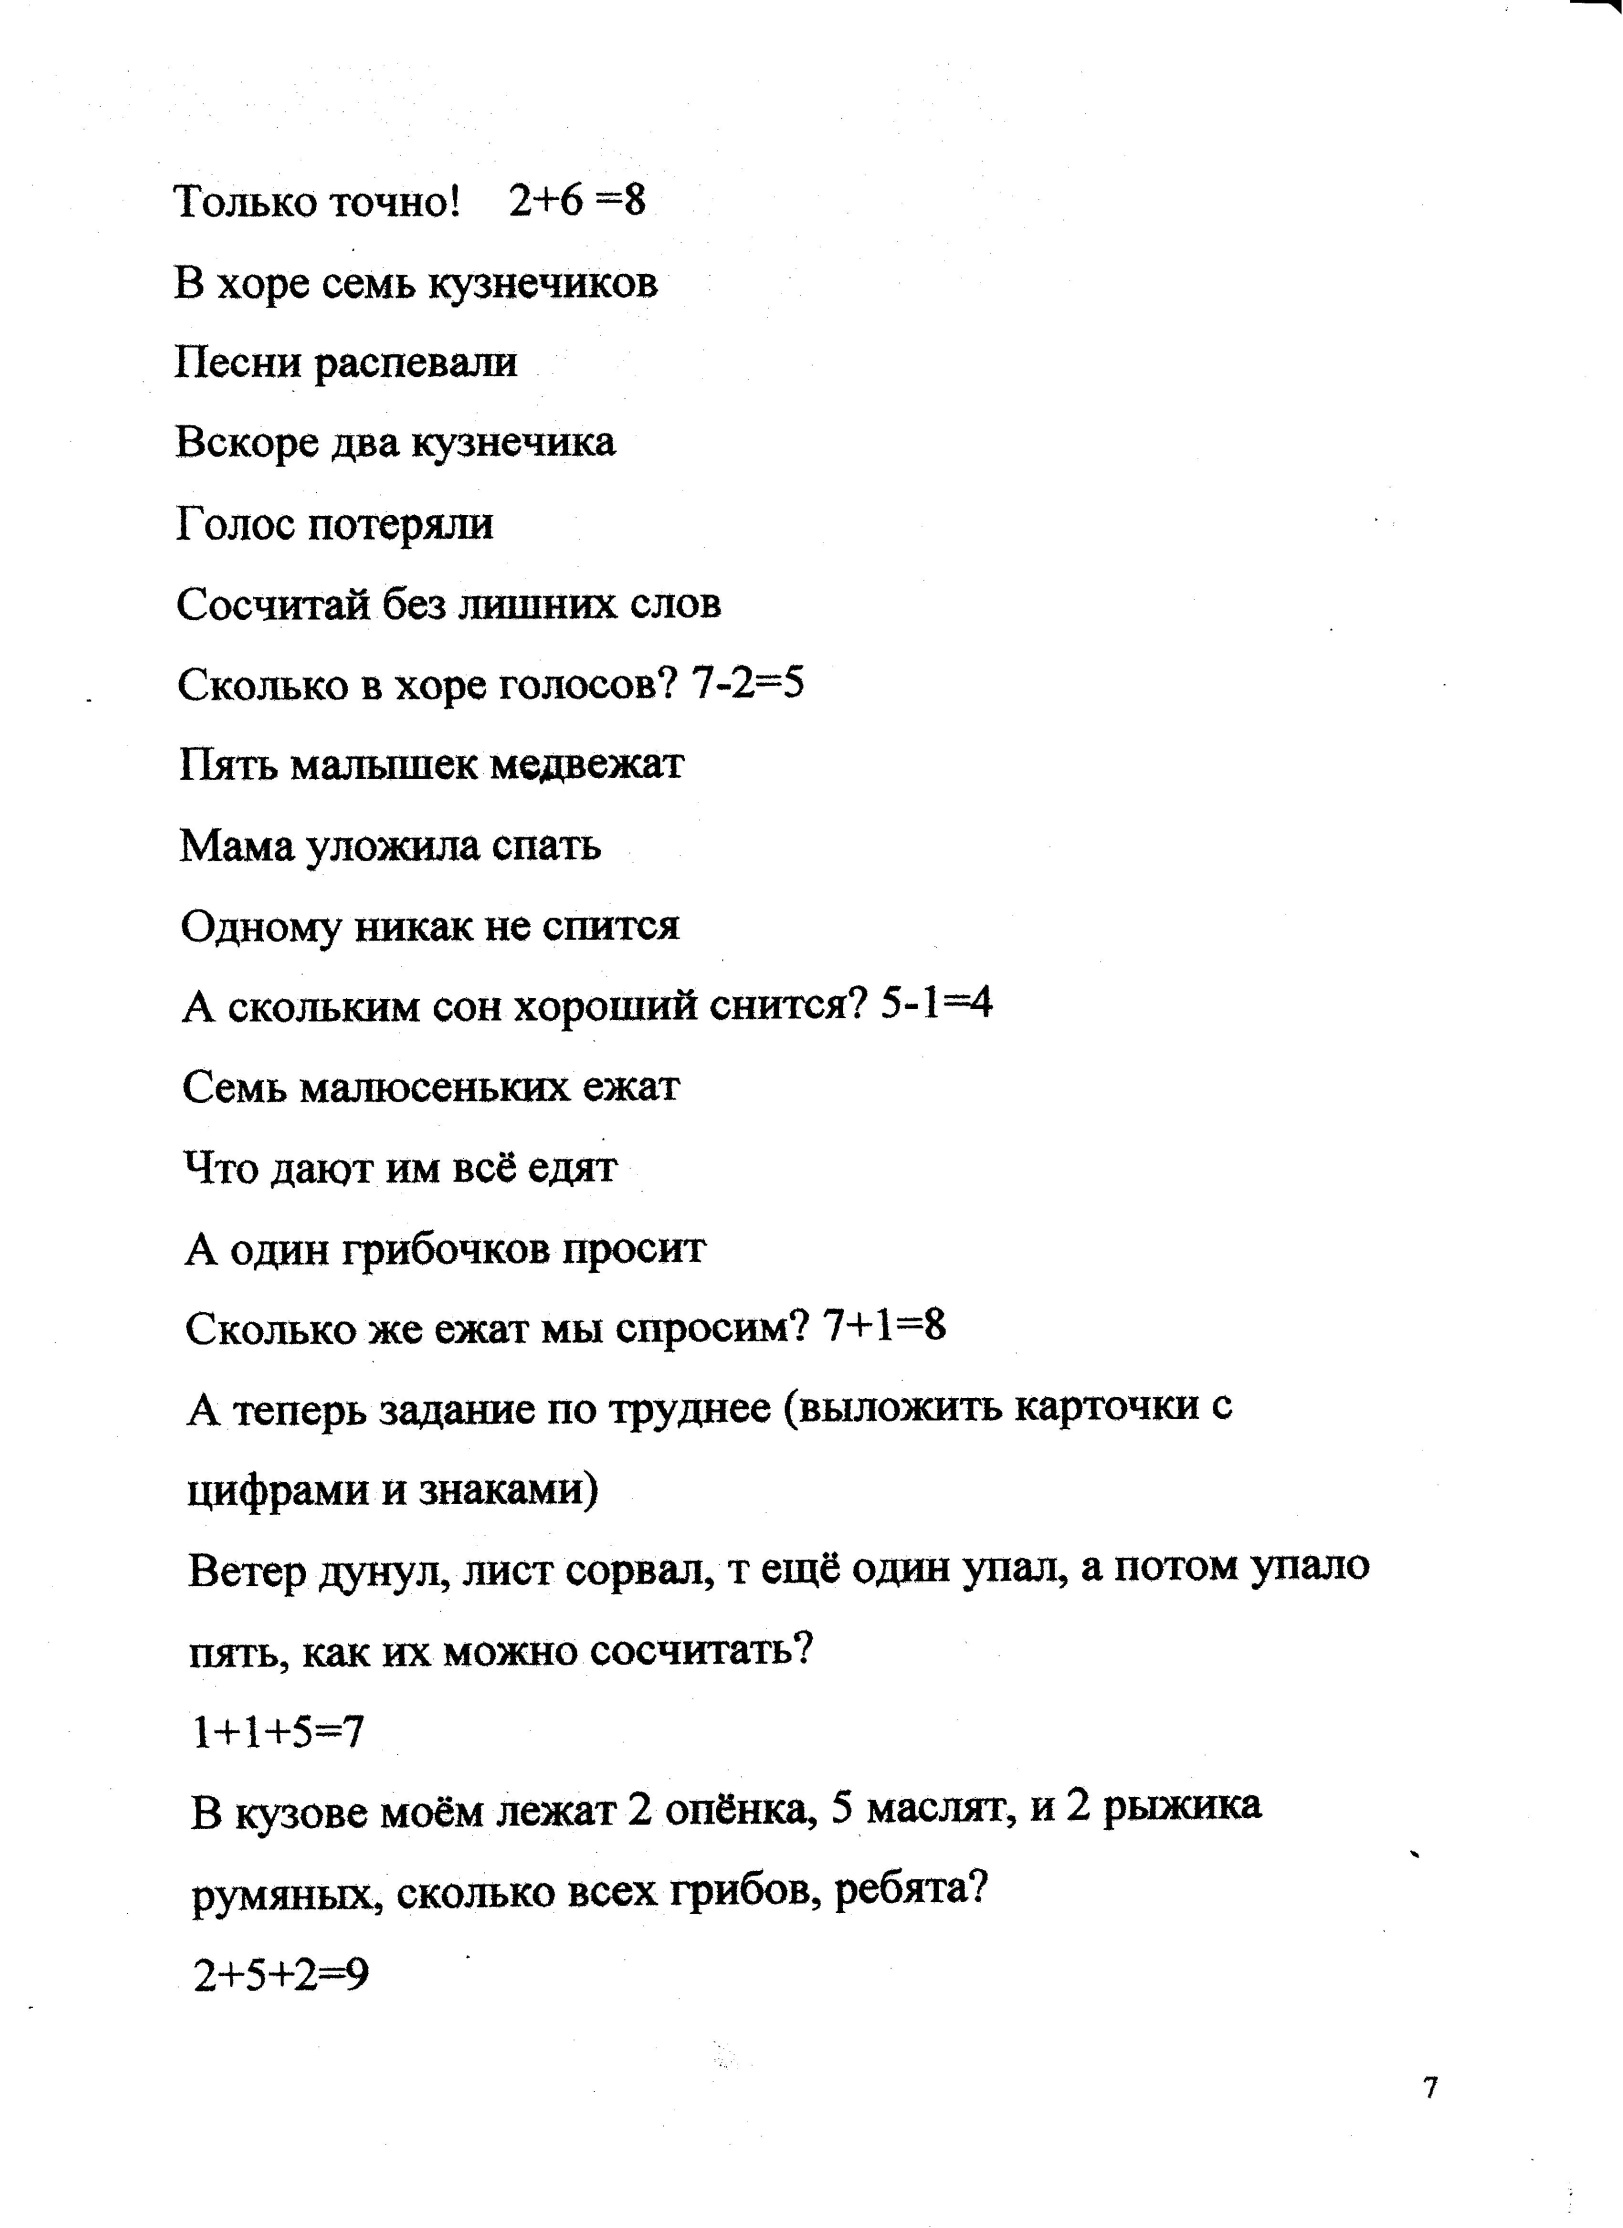 Только точно!    2+6 =8
В хоре семь кузнечиков
Песни распевали
Вскоре два кузнечика
Голос потеряли
Сосчитай без лишних слов
Сколько в хоре голосов? 7-2=5
Пять малышек медвежат
Мама уложила спать
Одному никак не спится
А скольким сон хороший снится? 5-1=4
Семь малюсеньких ежат
Что дают им всё едят
А один грибочков просит
Сколько же ежат мы спросим? 7+1=8
А теперь задание по труднее (выложить карточки с
цифрами и знаками)
Ветер дунул, лист сорвал, т ещё один упал, а потом упало
пять, как их можно сосчитать?
1+1+5=7
В кузове моём лежат 2 опёнка, 5 маслят, и 2 рыжика
румяных, сколько всех грибов, ребята?
2+5+2=9
7